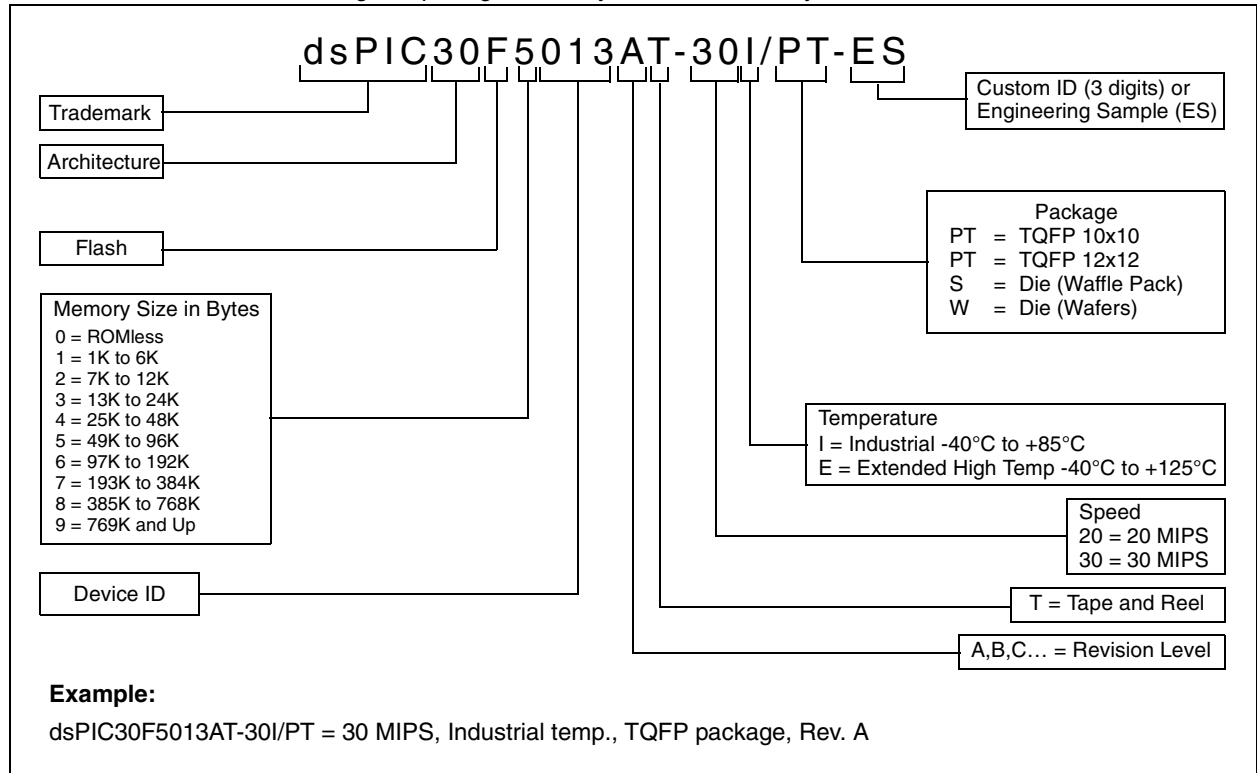 dsPIC30F5013AT-30I/PT-ES
Trademark
Architecture
Flash
Memory Size in Bytes
0 = ROMless
1 = 1K to 6K
2 = 7K to 12K
3 = 13K to 24K
4 = 25K to 48K
5 = 49K to 96K
6 = 97K to 192K
7 = 193K to 384K
8 = 385K to 768K
9 = 769K and Up
Device ID
Custom ID (3 digits) or
Engineering Sample (ES)
Package
PT = TQFP 10x10
PT = TQFP 12x12
S = Die (Waffle Pack)
W = Die (Wafers)
Temperature
I = Industrial -40°C to +85°C
E = Extended High Temp -40°C to +125°C
Speed
20 = 20 MIPS
30 = 30 MIPS
T = Tape and Reel
A,B,C… = Revision Level
Example:
dsPIC30F5013AT-30I/PT = 30 MIPS, Industrial temp., TQFP package, Rev. A